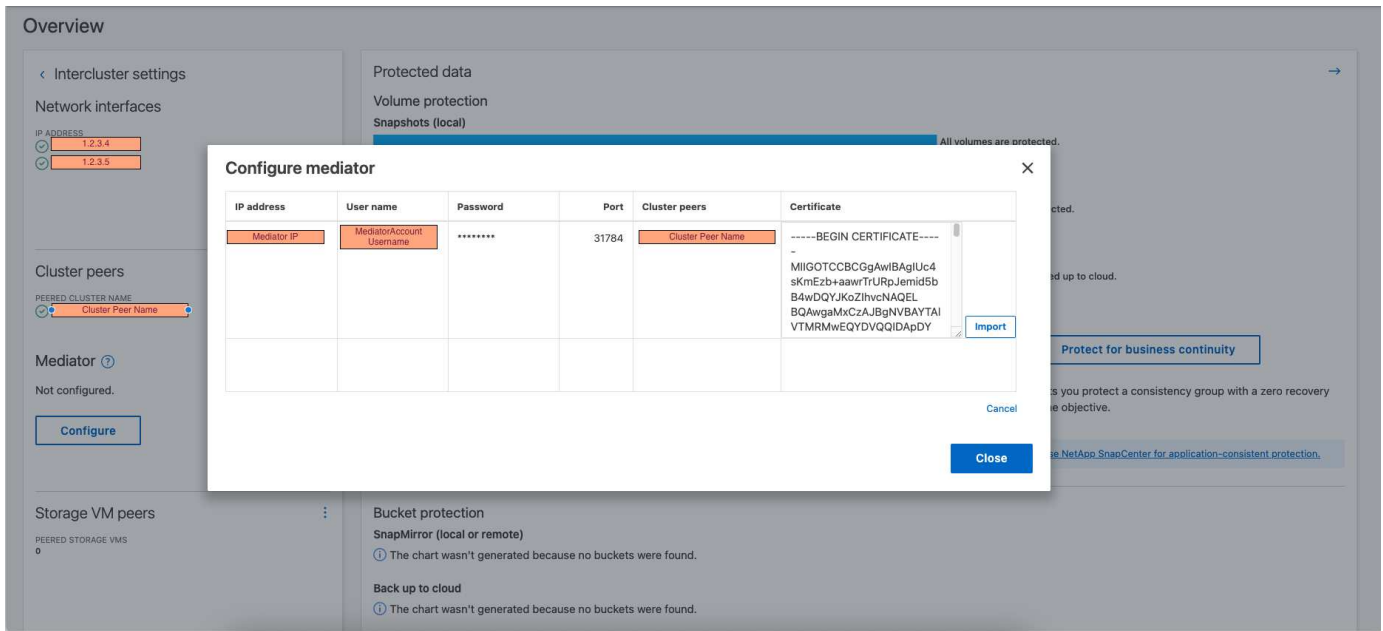 Overview
Intercluster settings
Network interfaces
IP ADDRESS
1.2.3.4
1.2.3.5
Cluster peers
PEERED CLUSTER NAME
Cluster Peer Name
Mediator
Not configured.
Configure
Storage VM peers
PEERED STORAGE VMS
0
Protected data
Volume protection
Snapshots (local)
All volumes are protected.
cted.
ed up to cloud.
Protect for business continuity
s you protect a consistency group with a zero recovery
e objective.
se NetApp SnapCenter for application-consistent protection.
Configure mediator
IP address User name Password Port Cluster peers Certificate
Mediator IP
MediatorAccount
Username
********
31784
Cluster Peer Name
-----BEGIN CERTIFICATE----
-
MIIGOTCCBCGgAwIBAgIUc4
sKmEzb+aawrTrURpJemid5b
B4wDQYJKoZIhvcNAQEL
BQAwgaMxCzAJBgNVBAYTAl
VTMRMwEQYDVQQIDApDY
Import
Cancel
Close
Bucket protection
SnapMirror (local or remote)
The chart wasn't generated because no buckets were found.
Back up to cloud
The chart wasn't generated because no buckets were found.